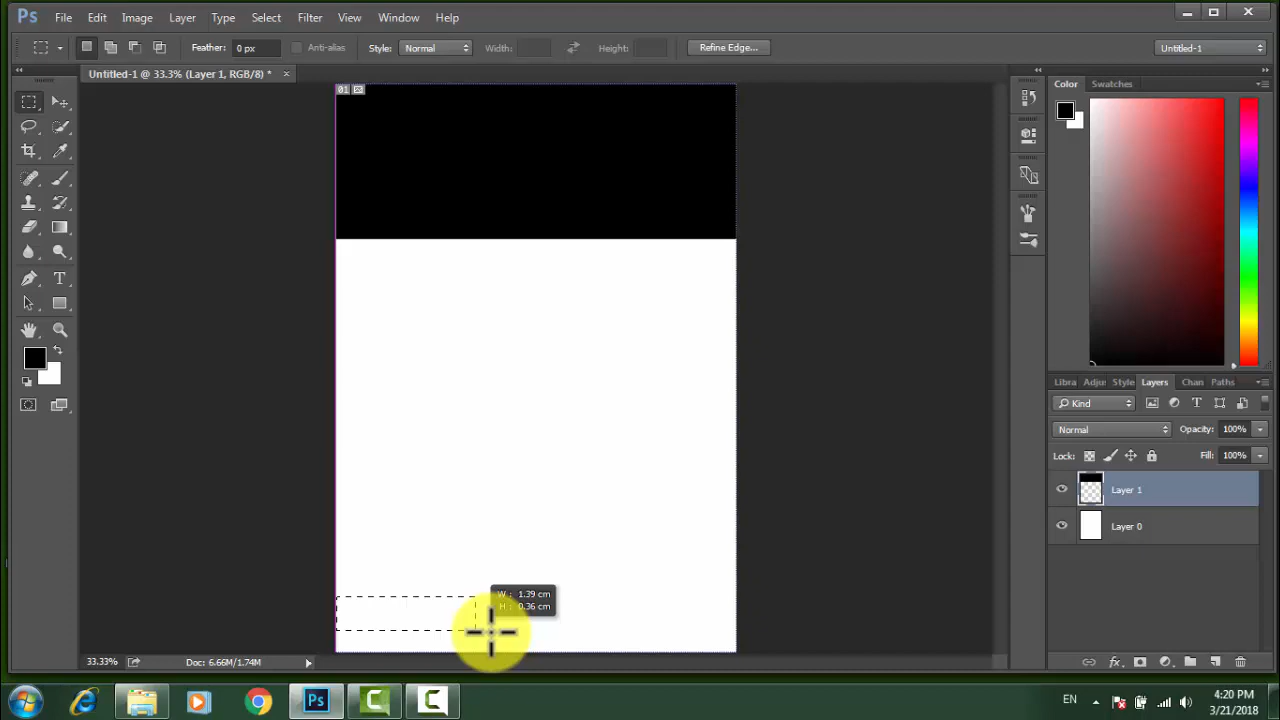 Ps File Edit Image Layer Type Select Filter View Window Help
Feather: 0 px Anti-alias Style: Normal Width: Height: Refine Edge... Untitled-1
Untitled-1 @ 33.3% (Layer 1, RGB/8) *
01
Color Swatches
Libra Adju Style Layers Chan Paths
Kind
Normal Opacity: 100%
Lock: Fill: 100%
Layer 1
Layer 0
W : 1.39 cm
H : 0.36 cm
33.33% Doc: 6.66M/1.74M
fx
Ps
EN
4:20 PM
3/21/2018